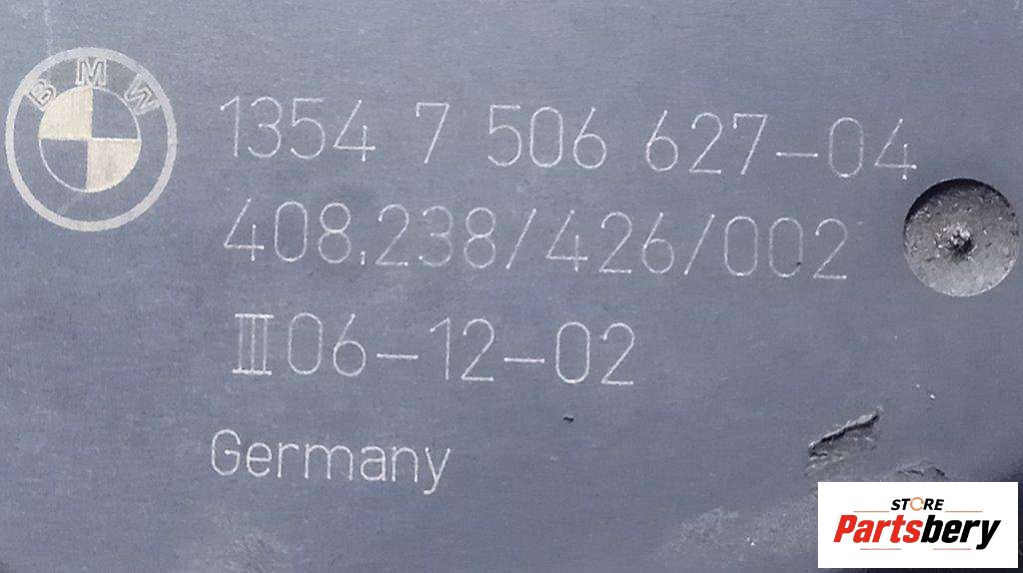 BMW
1354 7 506 627-04
408.238/426/002
III06-12-02
Germany
STORE
Partsbery